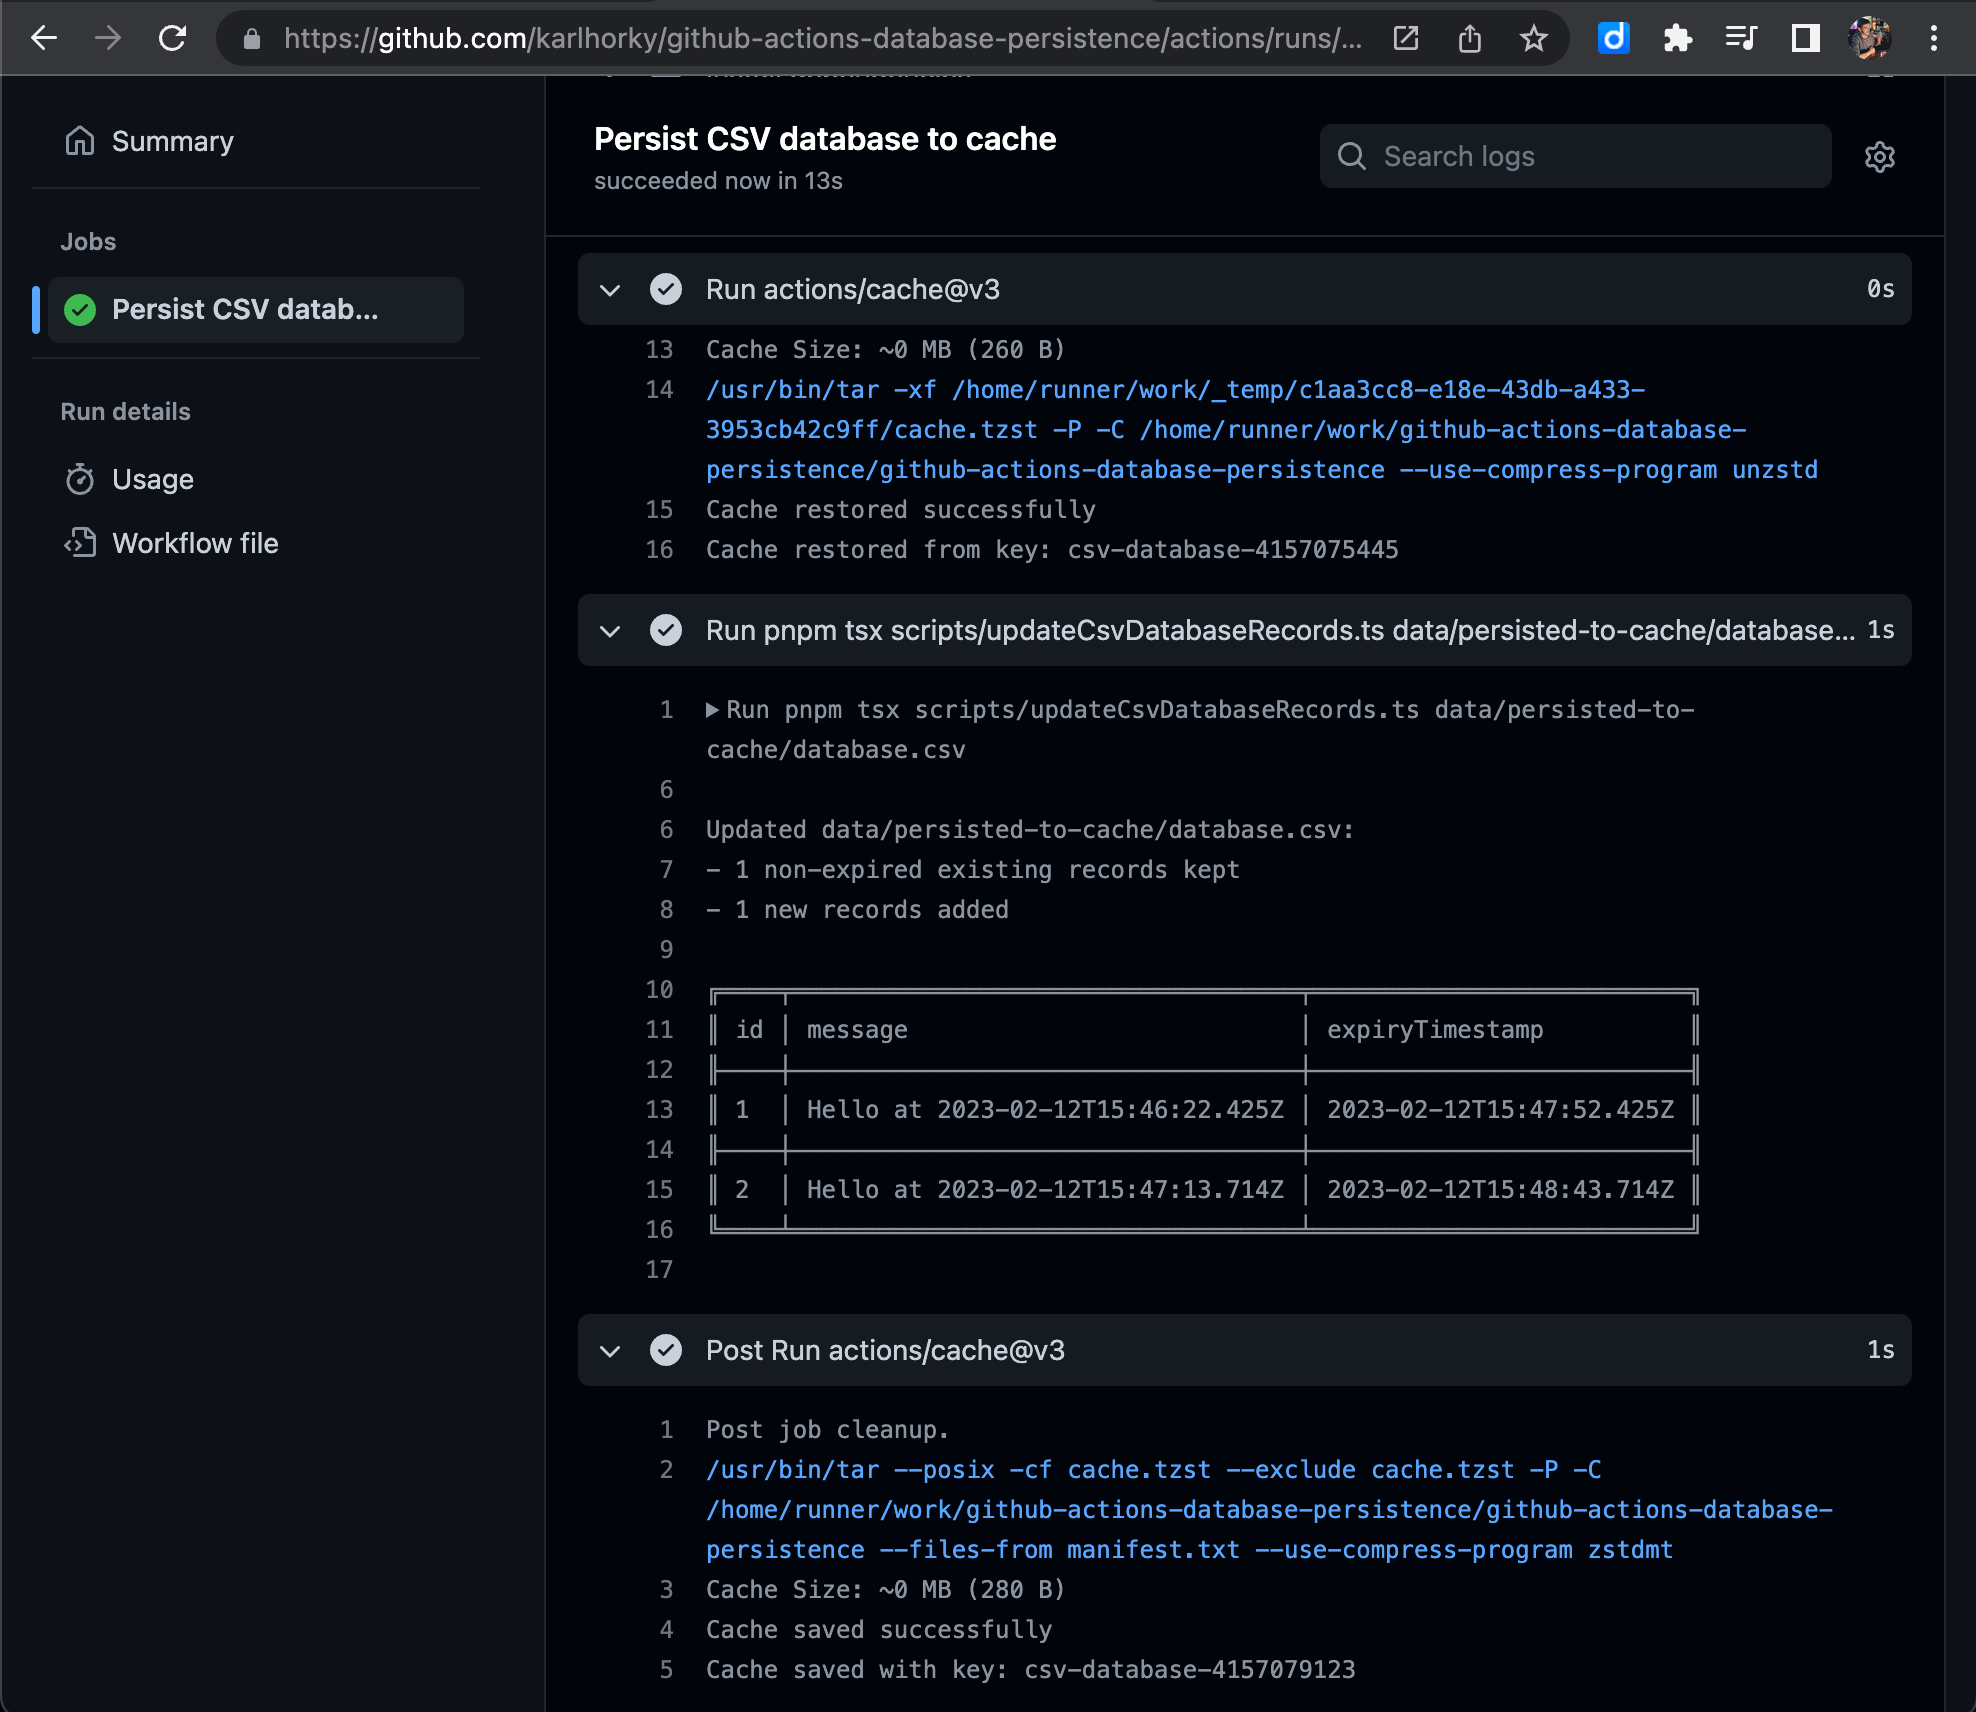 https://github.com/karlhorky/github-actions-database-persistence/actions/runs/...
Summary
Jobs
Persist CSV datab...
Run details
Usage
Workflow file
Persist CSV database to cache
succeeded now in 13s
Search logs
Run actions/cache@v3 0s
13 Cache Size: ~0 MB (260 B)
14 /usr/bin/tar -xf /home/runner/work/_temp/c1aa3cc8-e18e-43db-a433-
3953cb42c9ff/cache.tzst -P -C /home/runner/work/github-actions-database-
persistence/github-actions-database-persistence --use-compress-program unzstd
15 Cache restored successfully
16 Cache restored from key: csv-database-4157075445
Run pnpm tsx scripts/updateCsvDatabaseRecords.ts data/persisted-to-cache/database... 1s
1 Run pnpm tsx scripts/updateCsvDatabaseRecords.ts data/persisted-to-
cache/database.csv
6
6 Updated data/persisted-to-cache/database.csv:
7 - 1 non-expired existing records kept
8 - 1 new records added
9
10
11 id message expiryTimestamp
12
13 1 Hello at 2023-02-12T15:46:22.425Z 2023-02-12T15:47:52.425Z
14
15 2 Hello at 2023-02-12T15:47:13.714Z 2023-02-12T15:48:43.714Z
16
17
Post Run actions/cache@v3 1s
1 Post job cleanup.
2 /usr/bin/tar --posix -cf cache.tzst --exclude cache.tzst -P -C
/home/runner/work/github-actions-database-persistence/github-actions-database-
persistence --files-from manifest.txt --use-compress-program zstdmt
3 Cache Size: ~0 MB (280 B)
4 Cache saved successfully
5 Cache saved with key: csv-database-4157079123